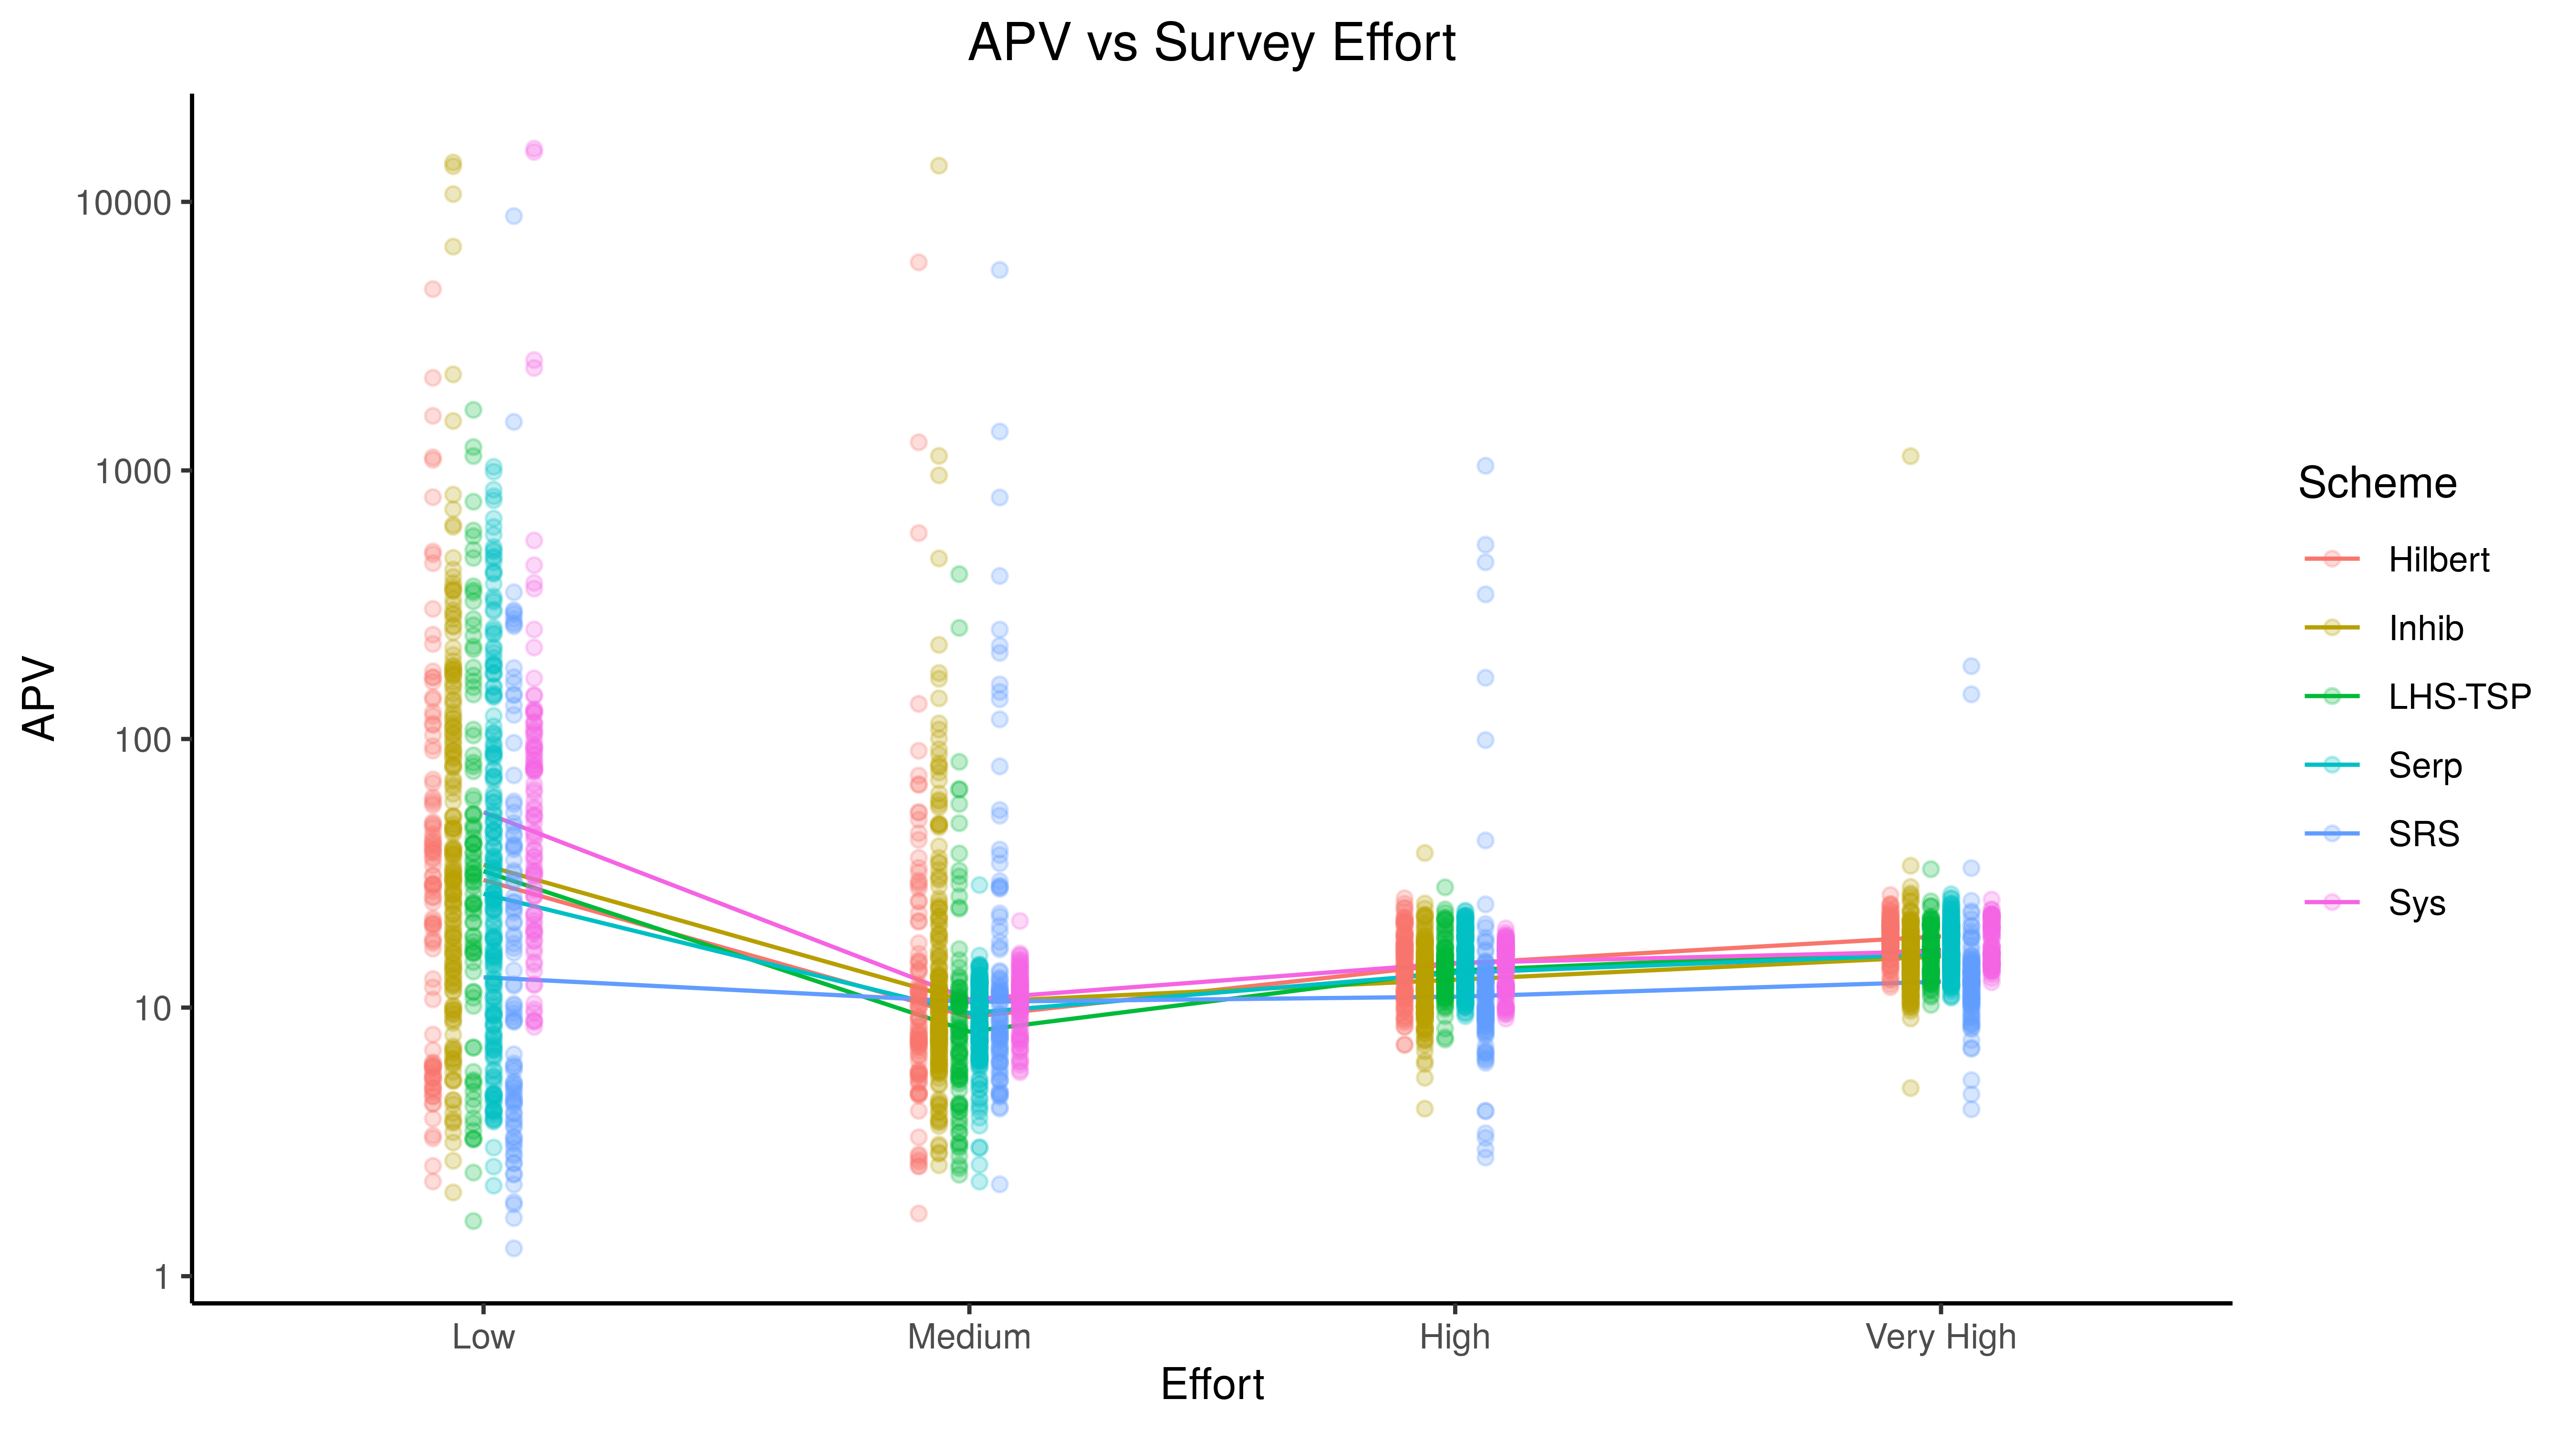 APV vs Survey Effort
10000
1000
100
10
1
APV
Low
Medium
High
Very High
Effort
Scheme
Hilbert
Inhib
LHS-TSP
Serp
SRS
Sys